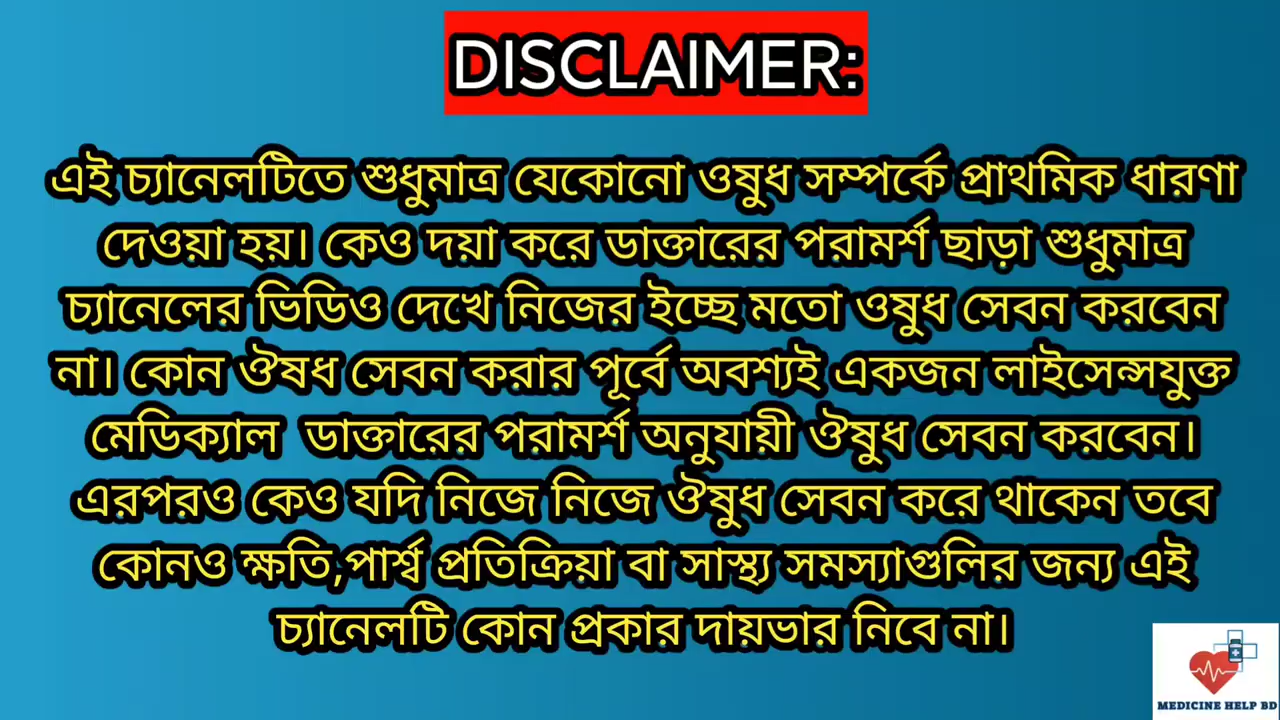 DISCLAIMER:
এই চ্যানেলটিতে শুধুমাত্র যেকোনো ওষুধ সম্পর্কে প্রাথমিক ধারণা
দেওয়া হয়। কেও দয়া করে ডাক্তারের পরামর্শ ছাড়া শুধুমাত্র
চ্যানেলের ভিডিও দেখে নিজের ইচ্ছে মতো ওষুধ সেবন করবেন
না। কোন ঔষধ সেবন করার পূর্বে অবশ্যই একজন লাইসেন্সযুক্ত
মেডিক্যাল ডাক্তারের পরামর্শ অনুযায়ী ঔষুধ সেবন করবেন।
এরপরও কেও যদি নিজে নিজে ঔষুধ সেবন করে থাকেন তবে
কোনও ক্ষতি,পার্শ্ব প্রতিক্রিয়া বা সাস্থ্য সমস্যাগুলির জন্য এই
চ্যানেলটি কোন প্রকার দায়ভার নিবে না।
MEDICINE HELP BD